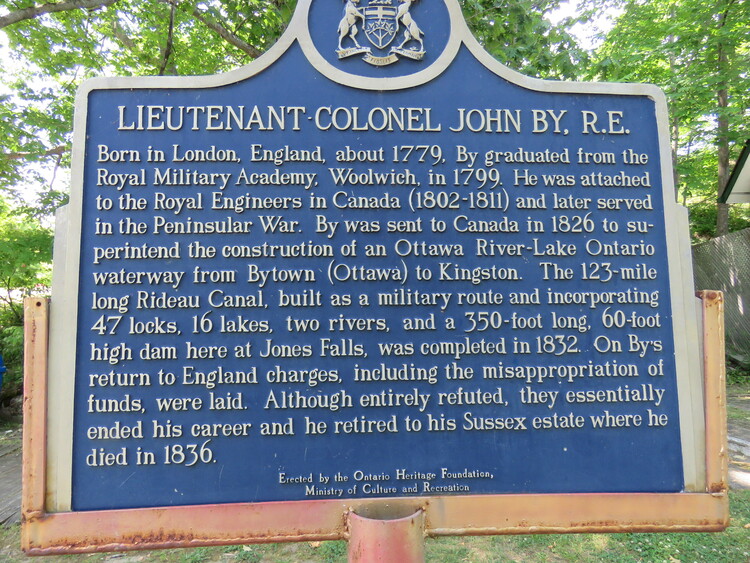 LIEUTENANT-COLONEL JOHN BY, R.E.
Born in London, England, about 1779, By graduated from the
Royal Military Academy, Woolwich, in 1799. He was attached
to the Royal Engineers in Canada (1802-1811) and later served
in the Peninsular War. By was sent to Canada in 1826 to su-
perintend the construction of an Ottawa River-Lake Ontario
waterway from Bytown (Ottawa) to Kingston. The 123-mile
long Rideau Canal, built as a military route and incorporating
47 locks, 16 lakes, two rivers, and a 350-foot long, 60-foot
high dam here at Jones Falls, was completed in 1832. On By's
return to England charges, including the misappropriation of
funds, were laid. Although entirely refuted, they essentially
ended his career and he retired to his Sussex estate where he
died in 1836.
Erected by the Ontario Heritage Foundation,
Ministry of Culture and Recreation